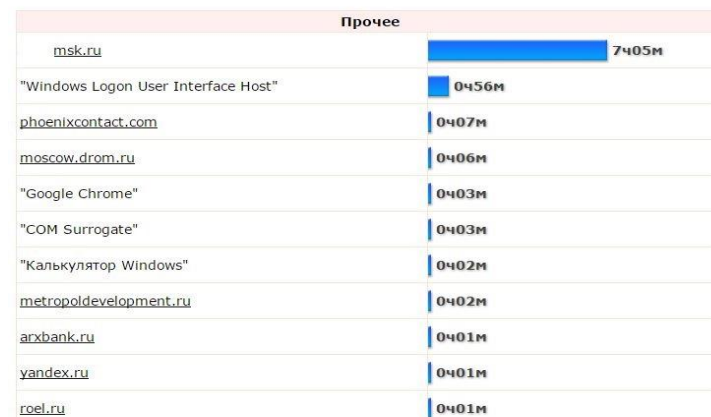 Прочее
msk.ru 7ч05м
"Windows Logon User Interface Host" 0ч56м
phoenixcontact.com 0ч07м
moscow.drom.ru 0ч06м
"Google Chrome" 0ч03м
"COM Surrogate" 0ч03м
"Калькулятор Windows" 0ч02м
metropoldevelopment.ru 0ч02м
arxbank.ru 0ч01м
yandex.ru 0ч01м
roel.ru 0ч01м